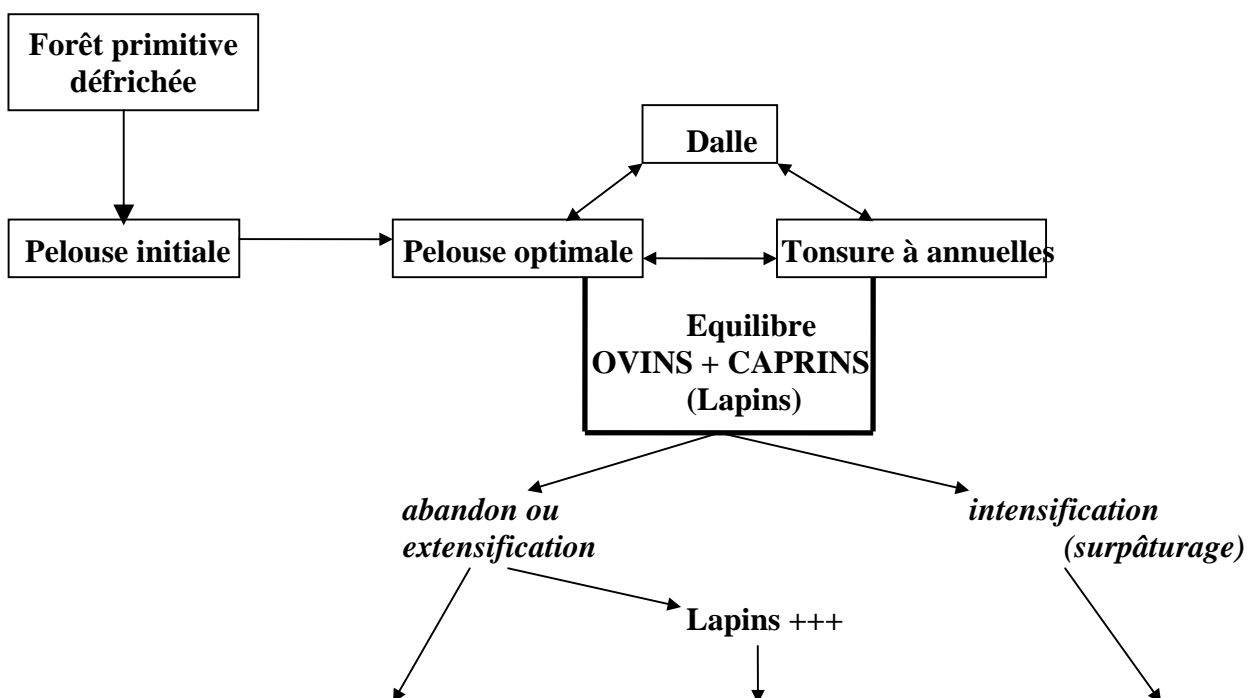 Forêt primitive
défrichée
Dalle
Pelouse initiale
Pelouse optimale
Tonsure à annuelles
Equilibre
OVINS + CAPRINS
(Lapins)
abandon ou
extensification
intensification
(surpâturage)
Lapins +++